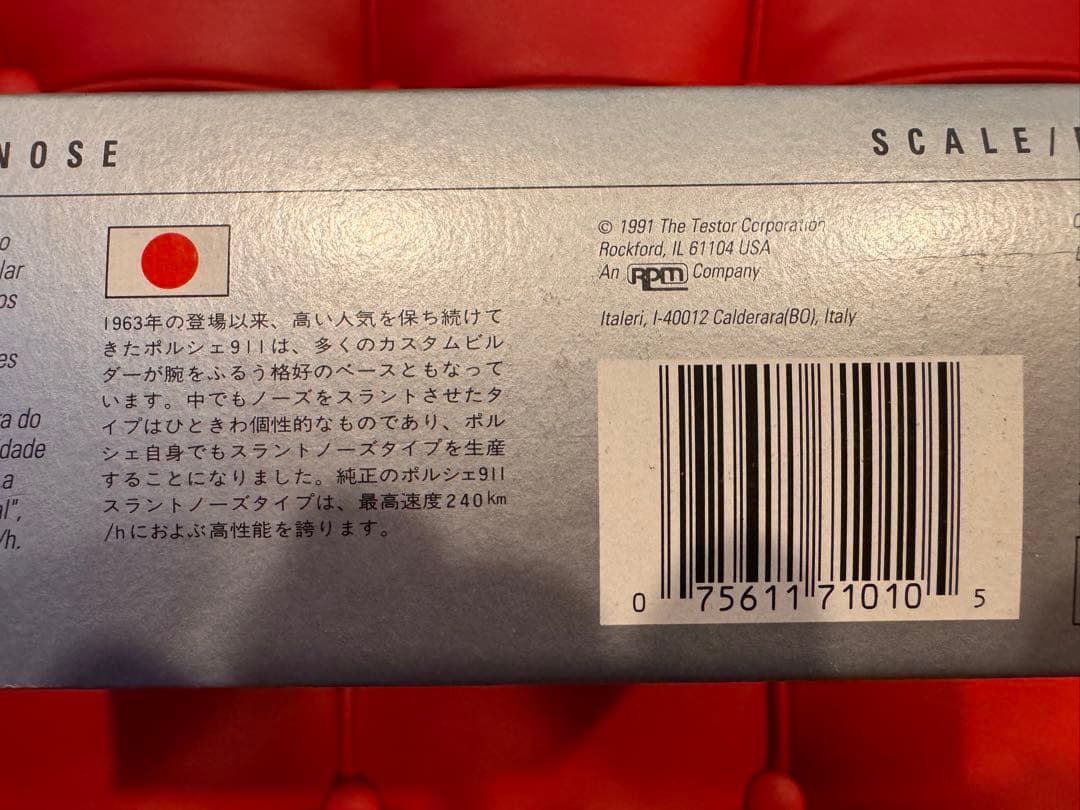 NOSE
SCALE/
o
lar
os
es
ra do
dade
a
al",
/h.
1963年の登場以来、高い人気を保ち続けて
きたポルシェ911は、多くのカスタムビル
ダーが腕をふるう格好のベースともなって
います。中でもノーズをスラントさせたタ
イプはひときわ個性的なものであり、ポル
シェ自身でもスラントノーズタイプを生産
することになりました。純正のポルシェ911
スラントノーズタイプは、最高速度240km
/hにおよぶ高性能を誇ります。
© 1991 The Testor Corporation
Rockford, IL 61104 USA
An RPM Company
Italeri, I-40012 Calderara(BO), Italy
0 75611 71010 5